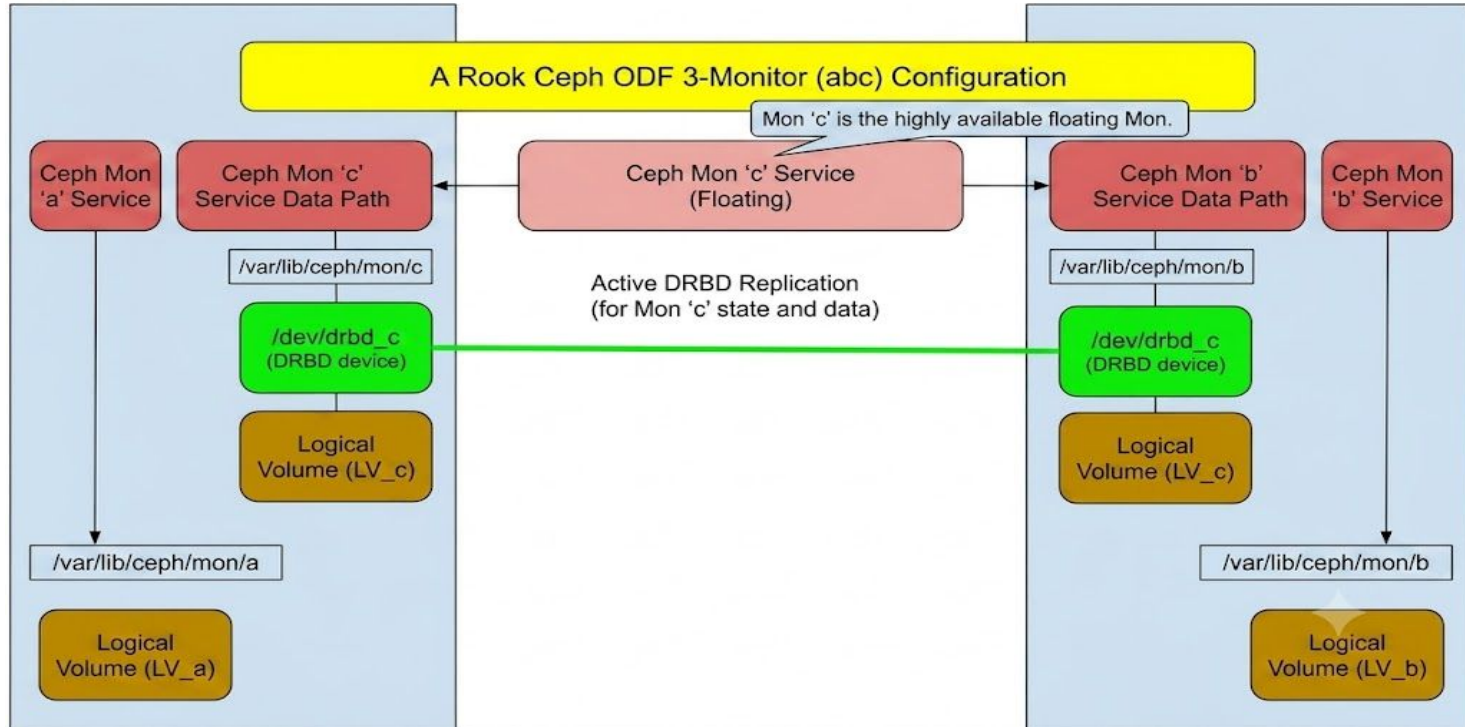 A Rook Ceph ODF 3-Monitor (abc) Configuration
Mon ‘c’ is the highly available floating Mon.
Ceph Mon
‘a’ Service
Ceph Mon ‘c’
Service Data Path
Ceph Mon ‘c’ Service
(Floating)
Ceph Mon ‘b’
Service Data Path
Ceph Mon
‘b’ Service
/var/lib/ceph/mon/c
/var/lib/ceph/mon/b
Active DRBD Replication
(for Mon ‘c’ state and data)
/dev/drbd_c
(DRBD device)
/dev/drbd_c
(DRBD device)
Logical
Volume (LV_c)
Logical
Volume (LV_c)
/var/lib/ceph/mon/a
/var/lib/ceph/mon/b
Logical
Volume (LV_a)
Logical
Volume (LV_b)